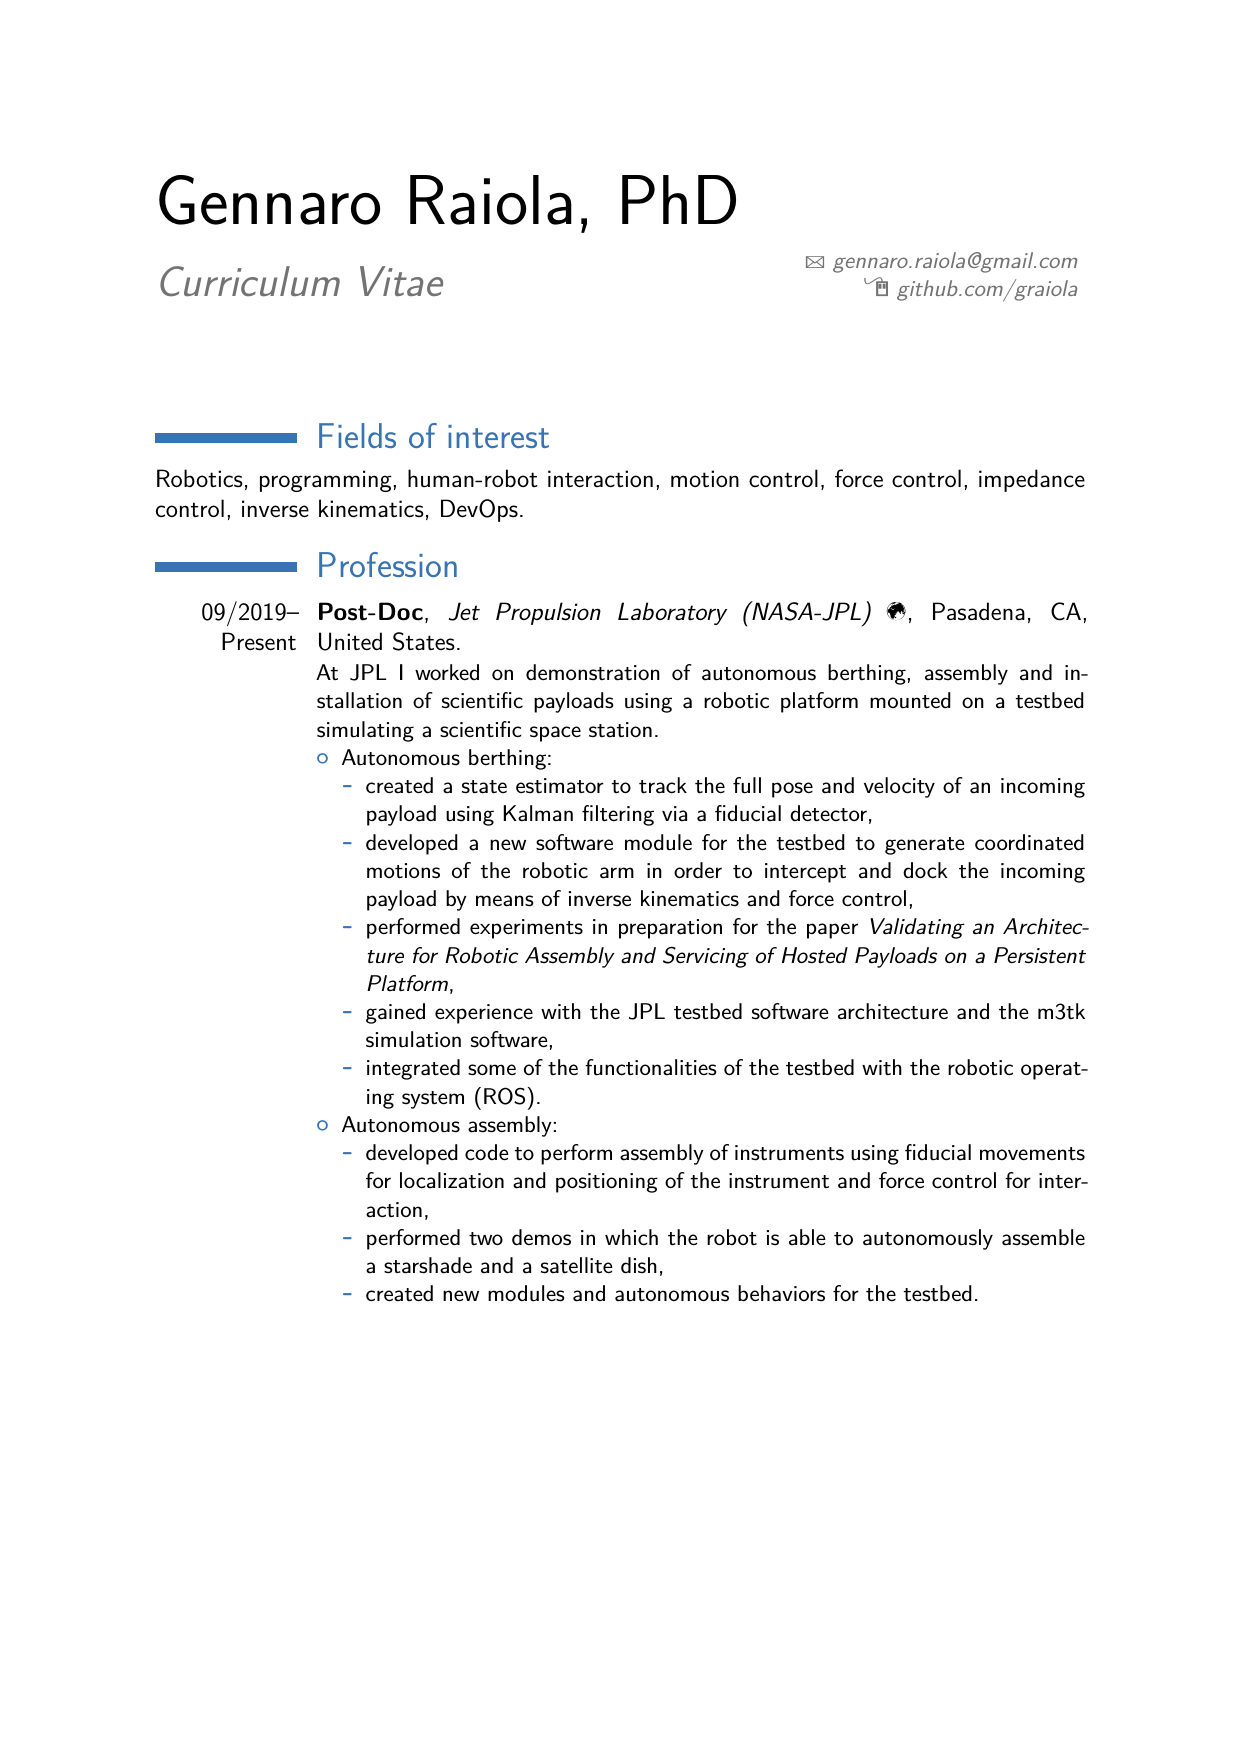 Gennaro Raiola, PhD
Curriculum Vitae
gennaro.raiola@gmail.com
github.com/graiola
Fields of interest
Robotics, programming, human-robot interaction, motion control, force control, impedance
control, inverse kinematics, DevOps.
Profession
09/2019–
Present
Post-Doc, Jet Propulsion Laboratory (NASA-JPL) , Pasadena, CA,
United States.
At JPL I worked on demonstration of autonomous berthing, assembly and in-
stallation of scientific payloads using a robotic platform mounted on a testbed
simulating a scientific space station.
○ Autonomous berthing:
- created a state estimator to track the full pose and velocity of an incoming
payload using Kalman filtering via a fiducial detector,
- developed a new software module for the testbed to generate coordinated
motions of the robotic arm in order to intercept and dock the incoming
payload by means of inverse kinematics and force control,
- performed experiments in preparation for the paper Validating an Architec-
ture for Robotic Assembly and Servicing of Hosted Payloads on a Persistent
Platform,
- gained experience with the JPL testbed software architecture and the m3tk
simulation software,
- integrated some of the functionalities of the testbed with the robotic operat-
ing system (ROS).
○ Autonomous assembly:
- developed code to perform assembly of instruments using fiducial movements
for localization and positioning of the instrument and force control for inter-
action,
- performed two demos in which the robot is able to autonomously assemble
a starshade and a satellite dish,
- created new modules and autonomous behaviors for the testbed.